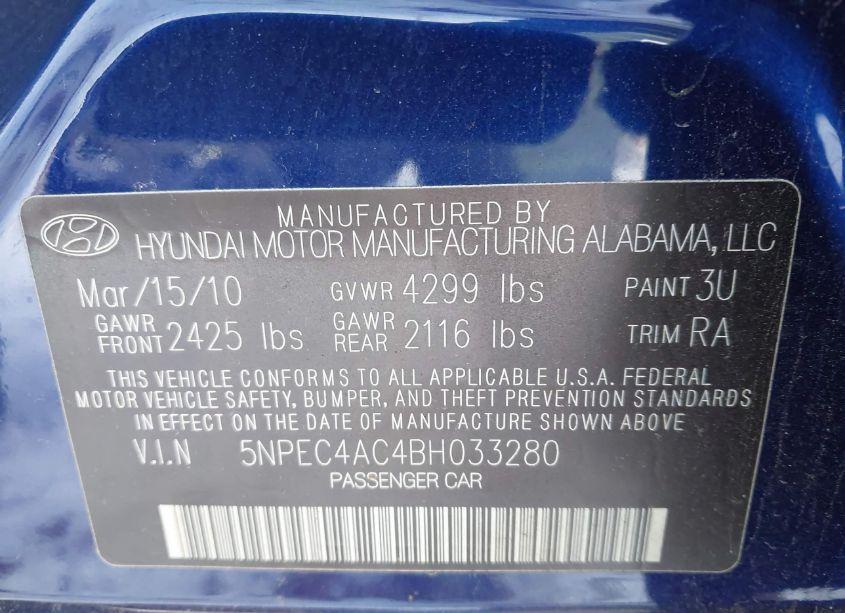 MANUFACTURED BY
HYUNDAI MOTOR MANUFACTURING ALABAMA, LLC
Mar/15/10 GVWR 4299 lbs PAINT 3U
GAWR FRONT 2425 lbs GAWR REAR 2116 lbs TRIM RA
THIS VEHICLE CONFORMS TO ALL APPLICABLE U.S.A. FEDERAL
MOTOR VEHICLE SAFETY, BUMPER, AND THEFT PREVENTION STANDARDS
IN EFFECT ON THE DATE OF MANUFACTURE SHOWN ABOVE
V.I.N 5NPEC4AC4BH033280
PASSENGER CAR